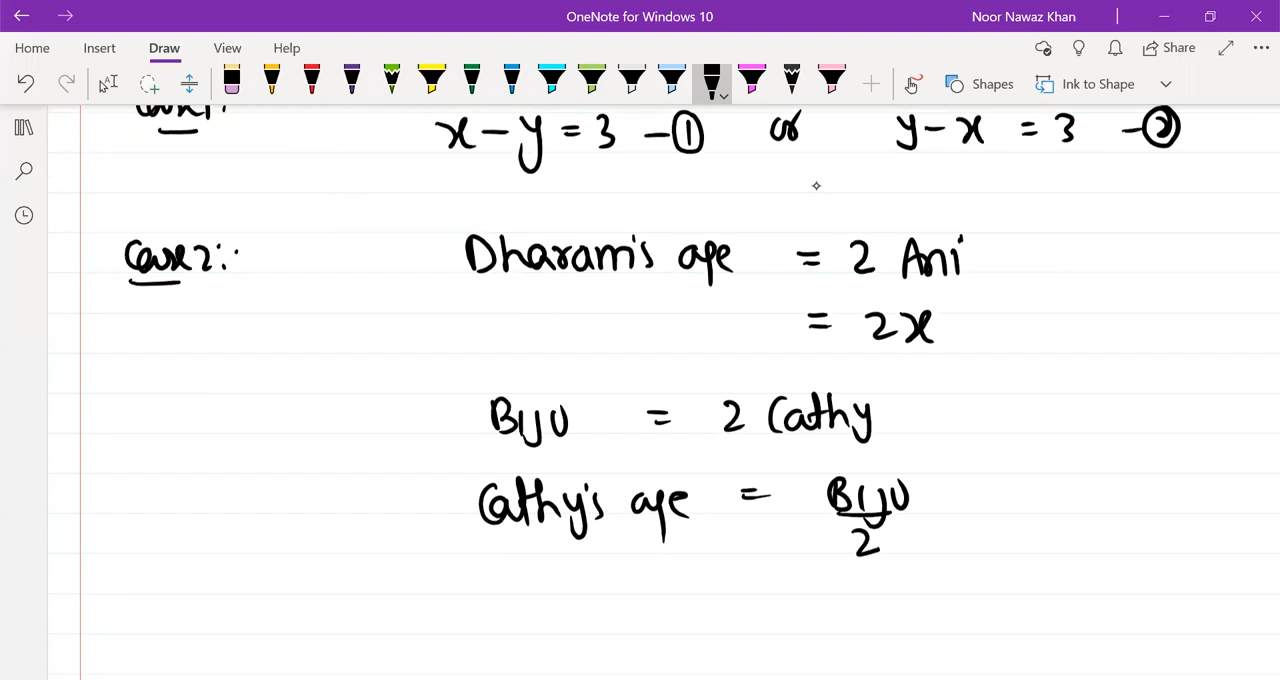 OneNote for Windows 10
Noor Nawaz Khan
Home Insert Draw View Help
Share
Shapes
Ink to Shape
Case1:
x - y = 3 - ① or y - x = 3 - ②
Case 2:
Dharam's age = 2 Ani
= 2x
Biju = 2 Cathy
Cathy's age = Biju
2